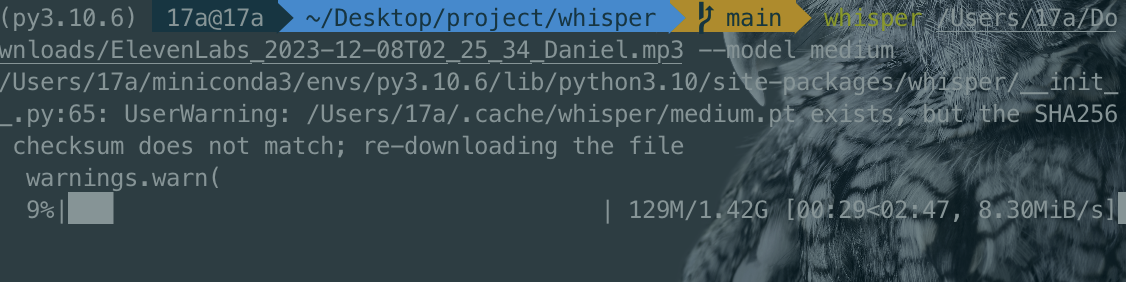 (py3.10.6)  17a@17a  ~/Desktop/project/whisper  main  whisper /Users/17a/Do
wnloads/ElevenLabs_2023-12-08T02_25_34_Daniel.mp3 --model medium
/Users/17a/miniconda3/envs/py3.10.6/lib/python3.10/site-packages/whisper/__init_
_.py:65: UserWarning: /Users/17a/.cache/whisper/medium.pt exists, but the SHA256
 checksum does not match; re-downloading the file
  warnings.warn(
  9%|███                              | 129M/1.42G [00:29<02:47, 8.30MiB/s]